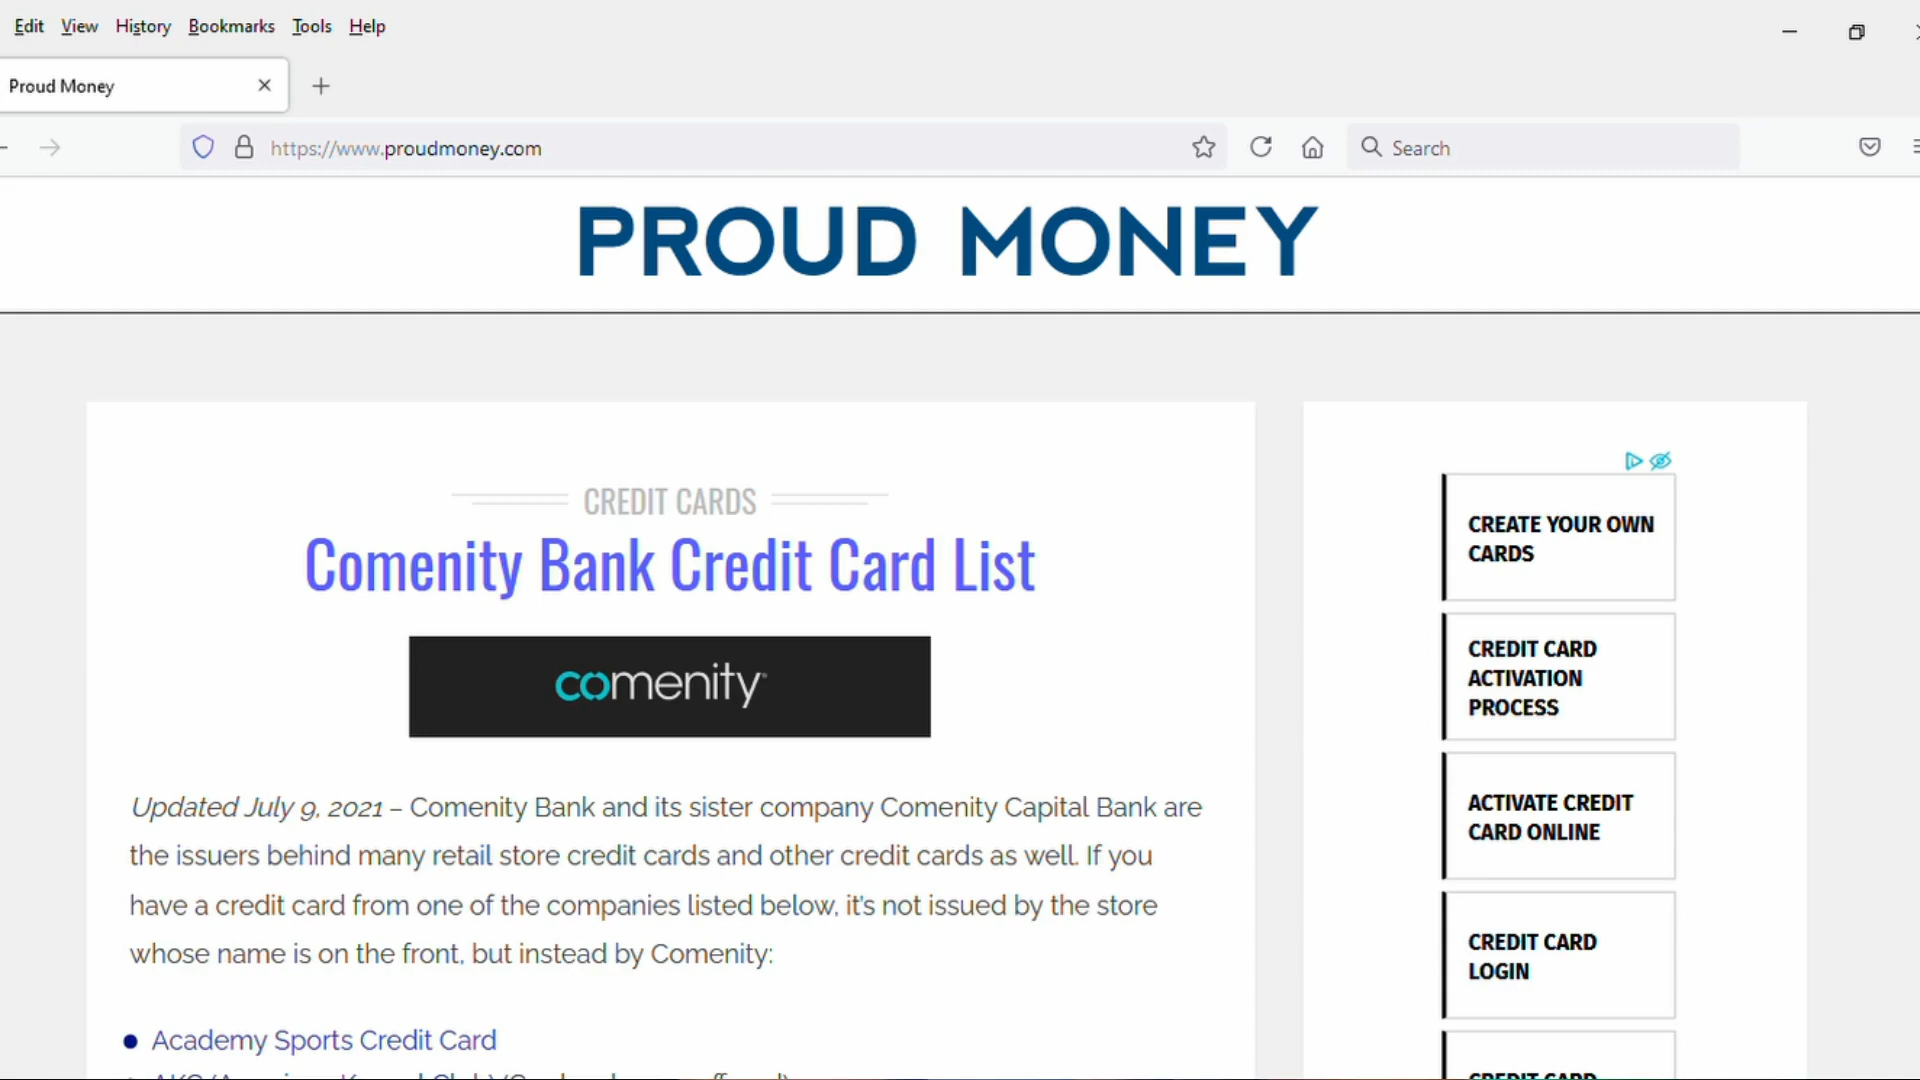 Edit View History Bookmarks Tools Help
Proud Money
https://www.proudmoney.com
Search
PROUD MONEY
CREDIT CARDS
Comenity Bank Credit Card List
comenity
Updated July 9, 2021 – Comenity Bank and its sister company Comenity Capital Bank are
the issuers behind many retail store credit cards and other credit cards as well. If you
have a credit card from one of the companies listed below, it's not issued by the store
whose name is on the front, but instead by Comenity:
Academy Sports Credit Card
CREATE YOUR OWN
CARDS
CREDIT CARD
ACTIVATION
PROCESS
ACTIVATE CREDIT
CARD ONLINE
CREDIT CARD
LOGIN
CREDIT CARD